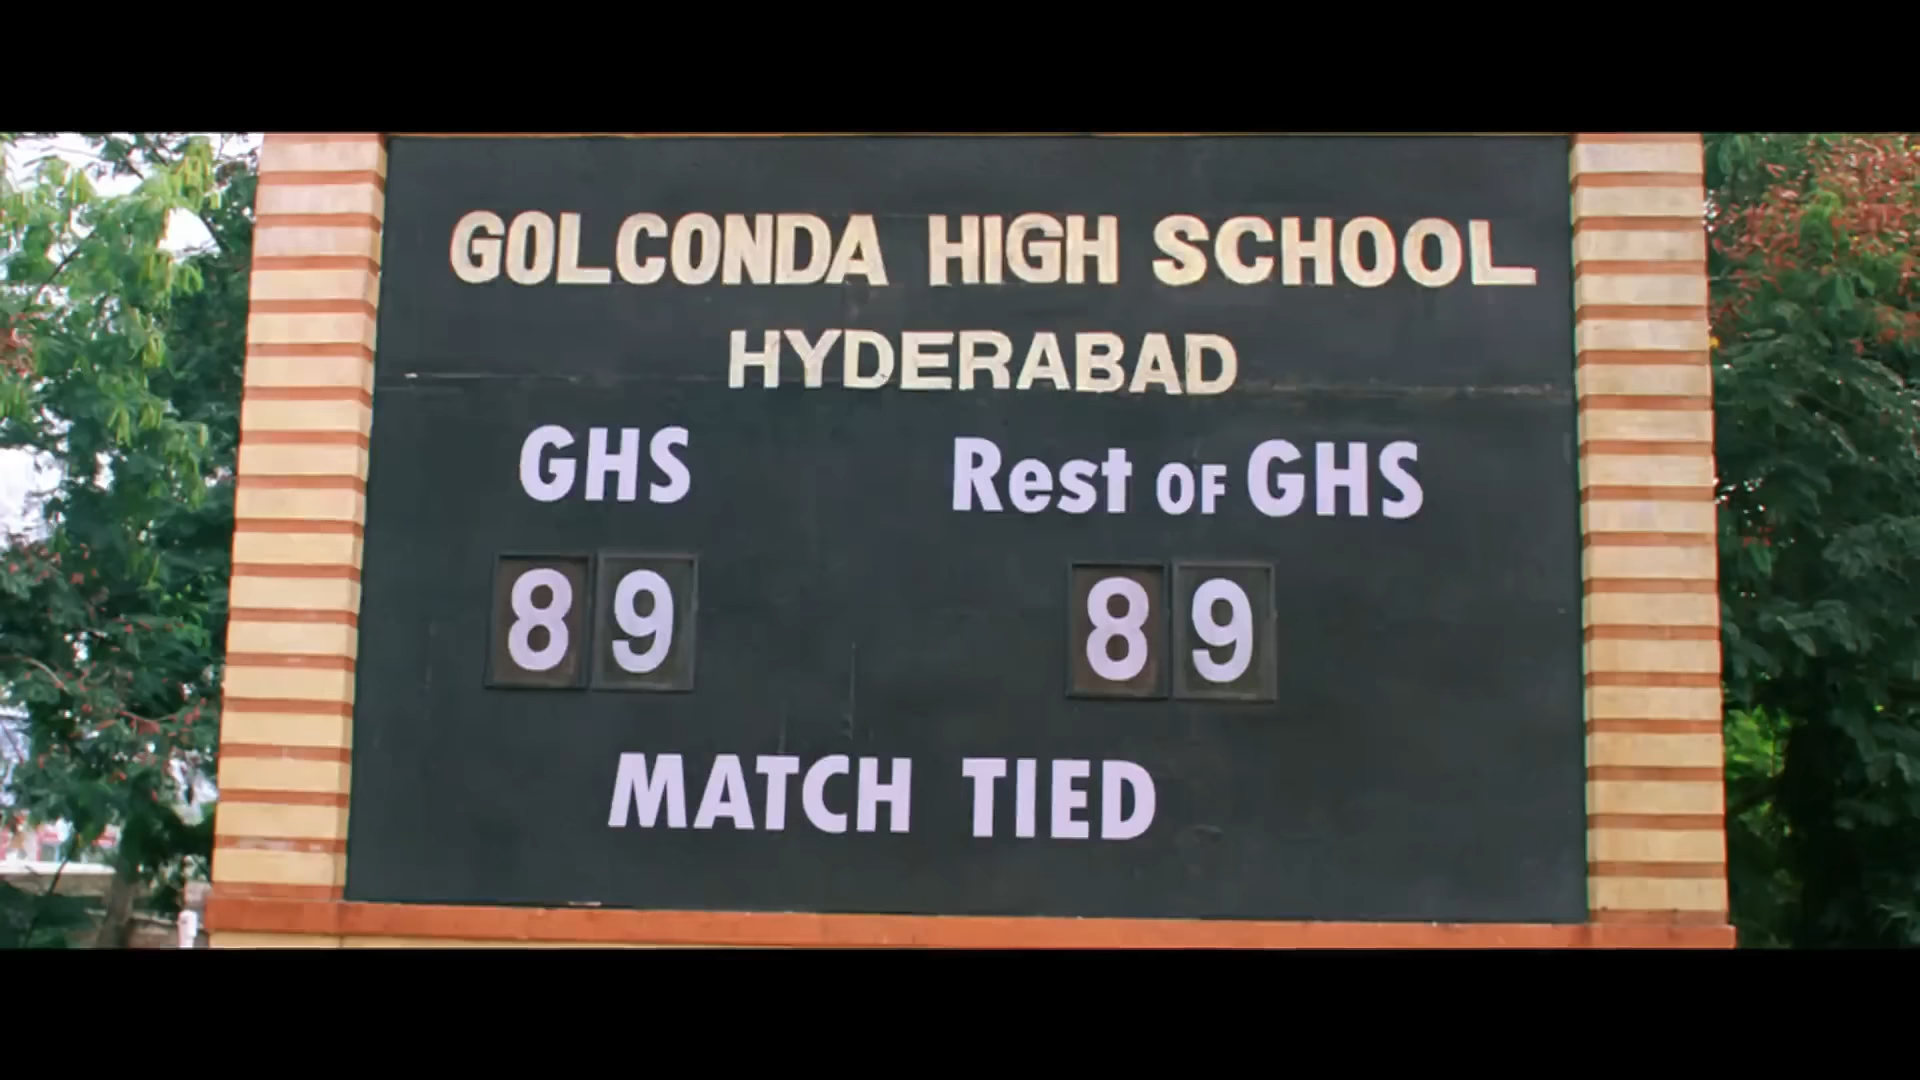 GOLCONDA HIGH SCHOOL
HYDERABAD
GHS Rest OF GHS
89 89
MATCH TIED